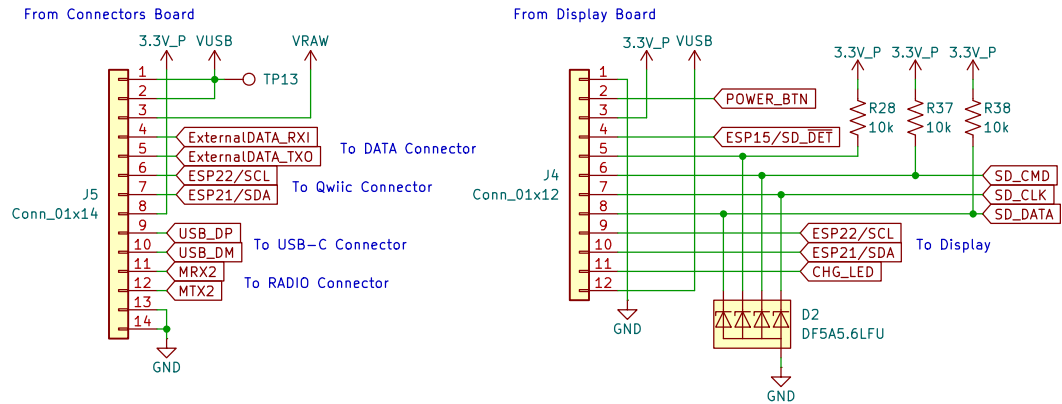 From Connectors Board
3.3V_P
VUSB
VRAW
TP13
1
2
3
4
5
6
7
8
9
10
11
12
13
14
J5
Conn_01x14
ExternalDATA_RXI
ExternalDATA_TXO
ESP22/SCL
ESP21/SDA
USB_DP
USB_DM
MRX2
MTX2
To DATA Connector
To Qwiic Connector
To USB-C Connector
To RADIO Connector
GND
From Display Board
3.3V_P
VUSB
3.3V_P
3.3V_P
3.3V_P
1
2
3
4
5
6
7
8
9
10
11
12
J4
Conn_01x12
POWER_BTN
ESP15/SD_DET
R28
10k
R37
10k
R38
10k
SD_CMD
SD_CLK
SD_DATA
ESP22/SCL
ESP21/SDA
CHG_LED
To Display
GND
D2
DF5A5.6LFU
GND